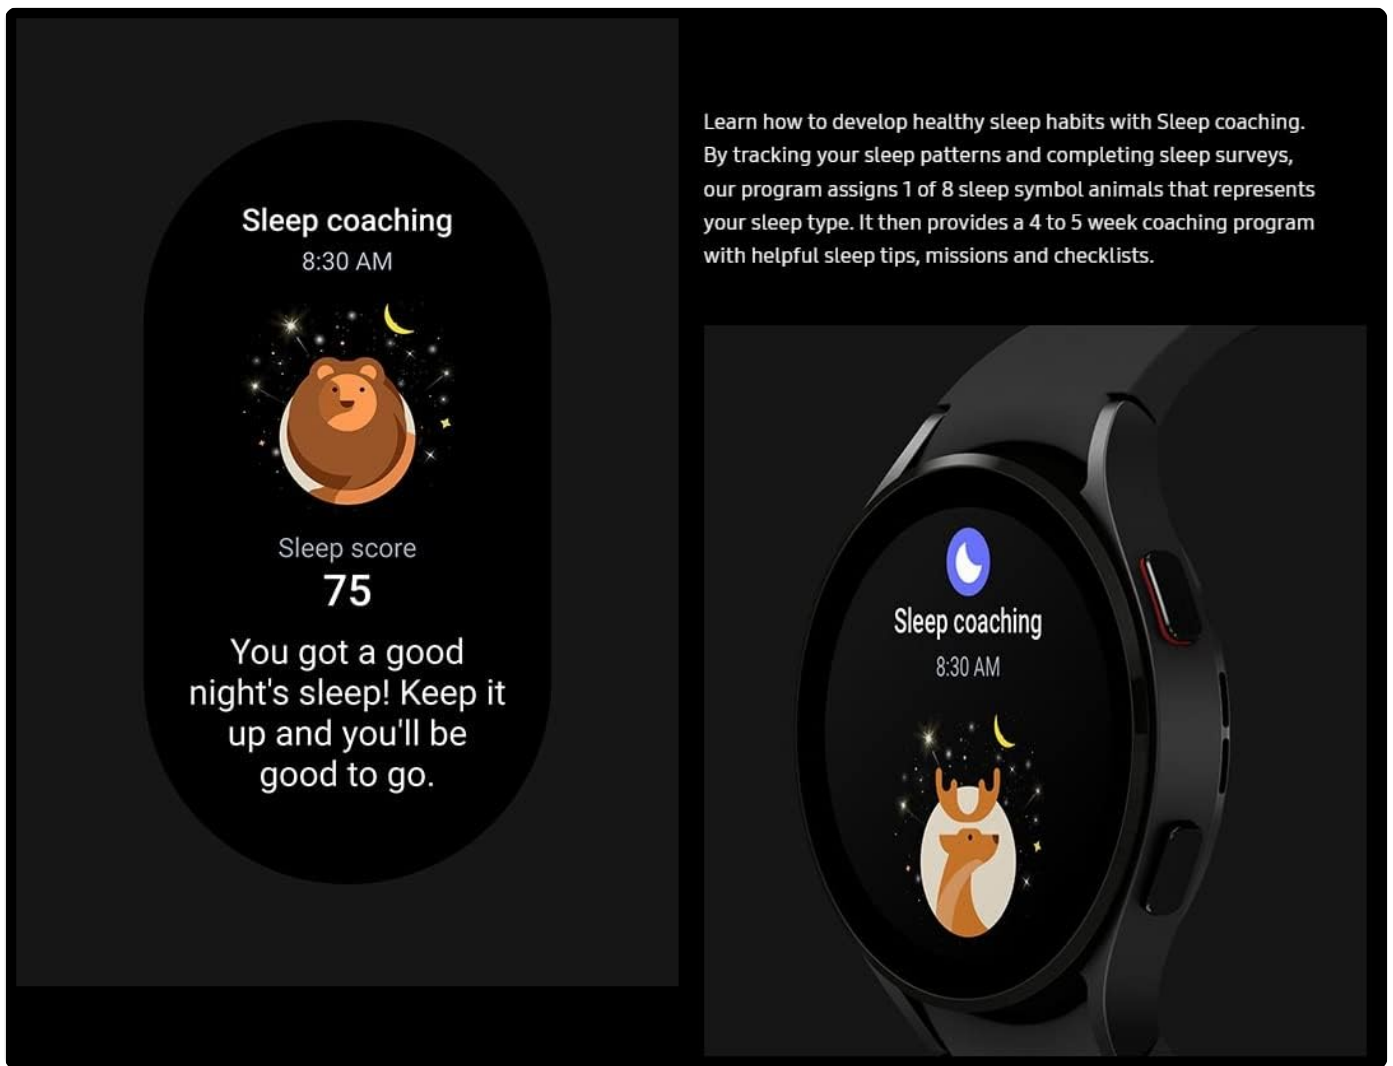 Sleep coaching
8:30 AM
Sleep score
75
You got a good
night's sleep! Keep it
up and you'll be
good to go.
Learn how to develop healthy sleep habits with Sleep coaching.
By tracking your sleep patterns and completing sleep surveys,
our program assigns 1 of 8 sleep symbol animals that represents
your sleep type. It then provides a 4 to 5 week coaching program
with helpful sleep tips, missions and checklists.
Sleep coaching
8:30 AM